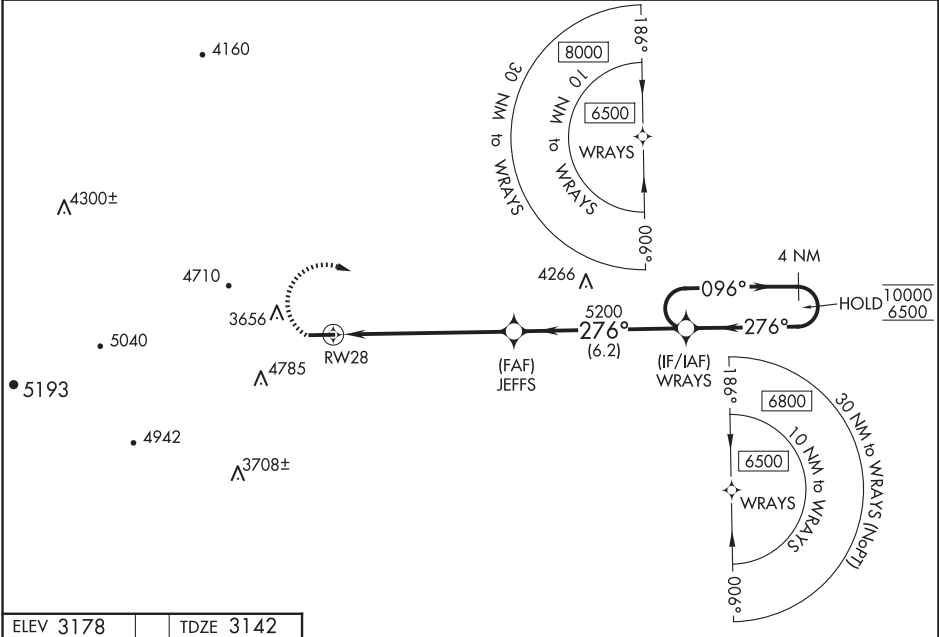 4160
186°
8000
30 NM to WRAYS
10 NM to WRAYS
6500
WRAYS
006°
4300±
4710
3656
4266
4 NM
096°
HOLD 10000
6500
5200
276°
(6.2)
276°
RW28
(FAF)
JEFFS
(IF/IAF)
WRAYS
5040
4785
5193
4942
3708±
186°
6800
30 NM to WRAYS (NoPT)
10 NM to WRAYS
6500
WRAYS
006°
ELEV 3178 TDZE 3142